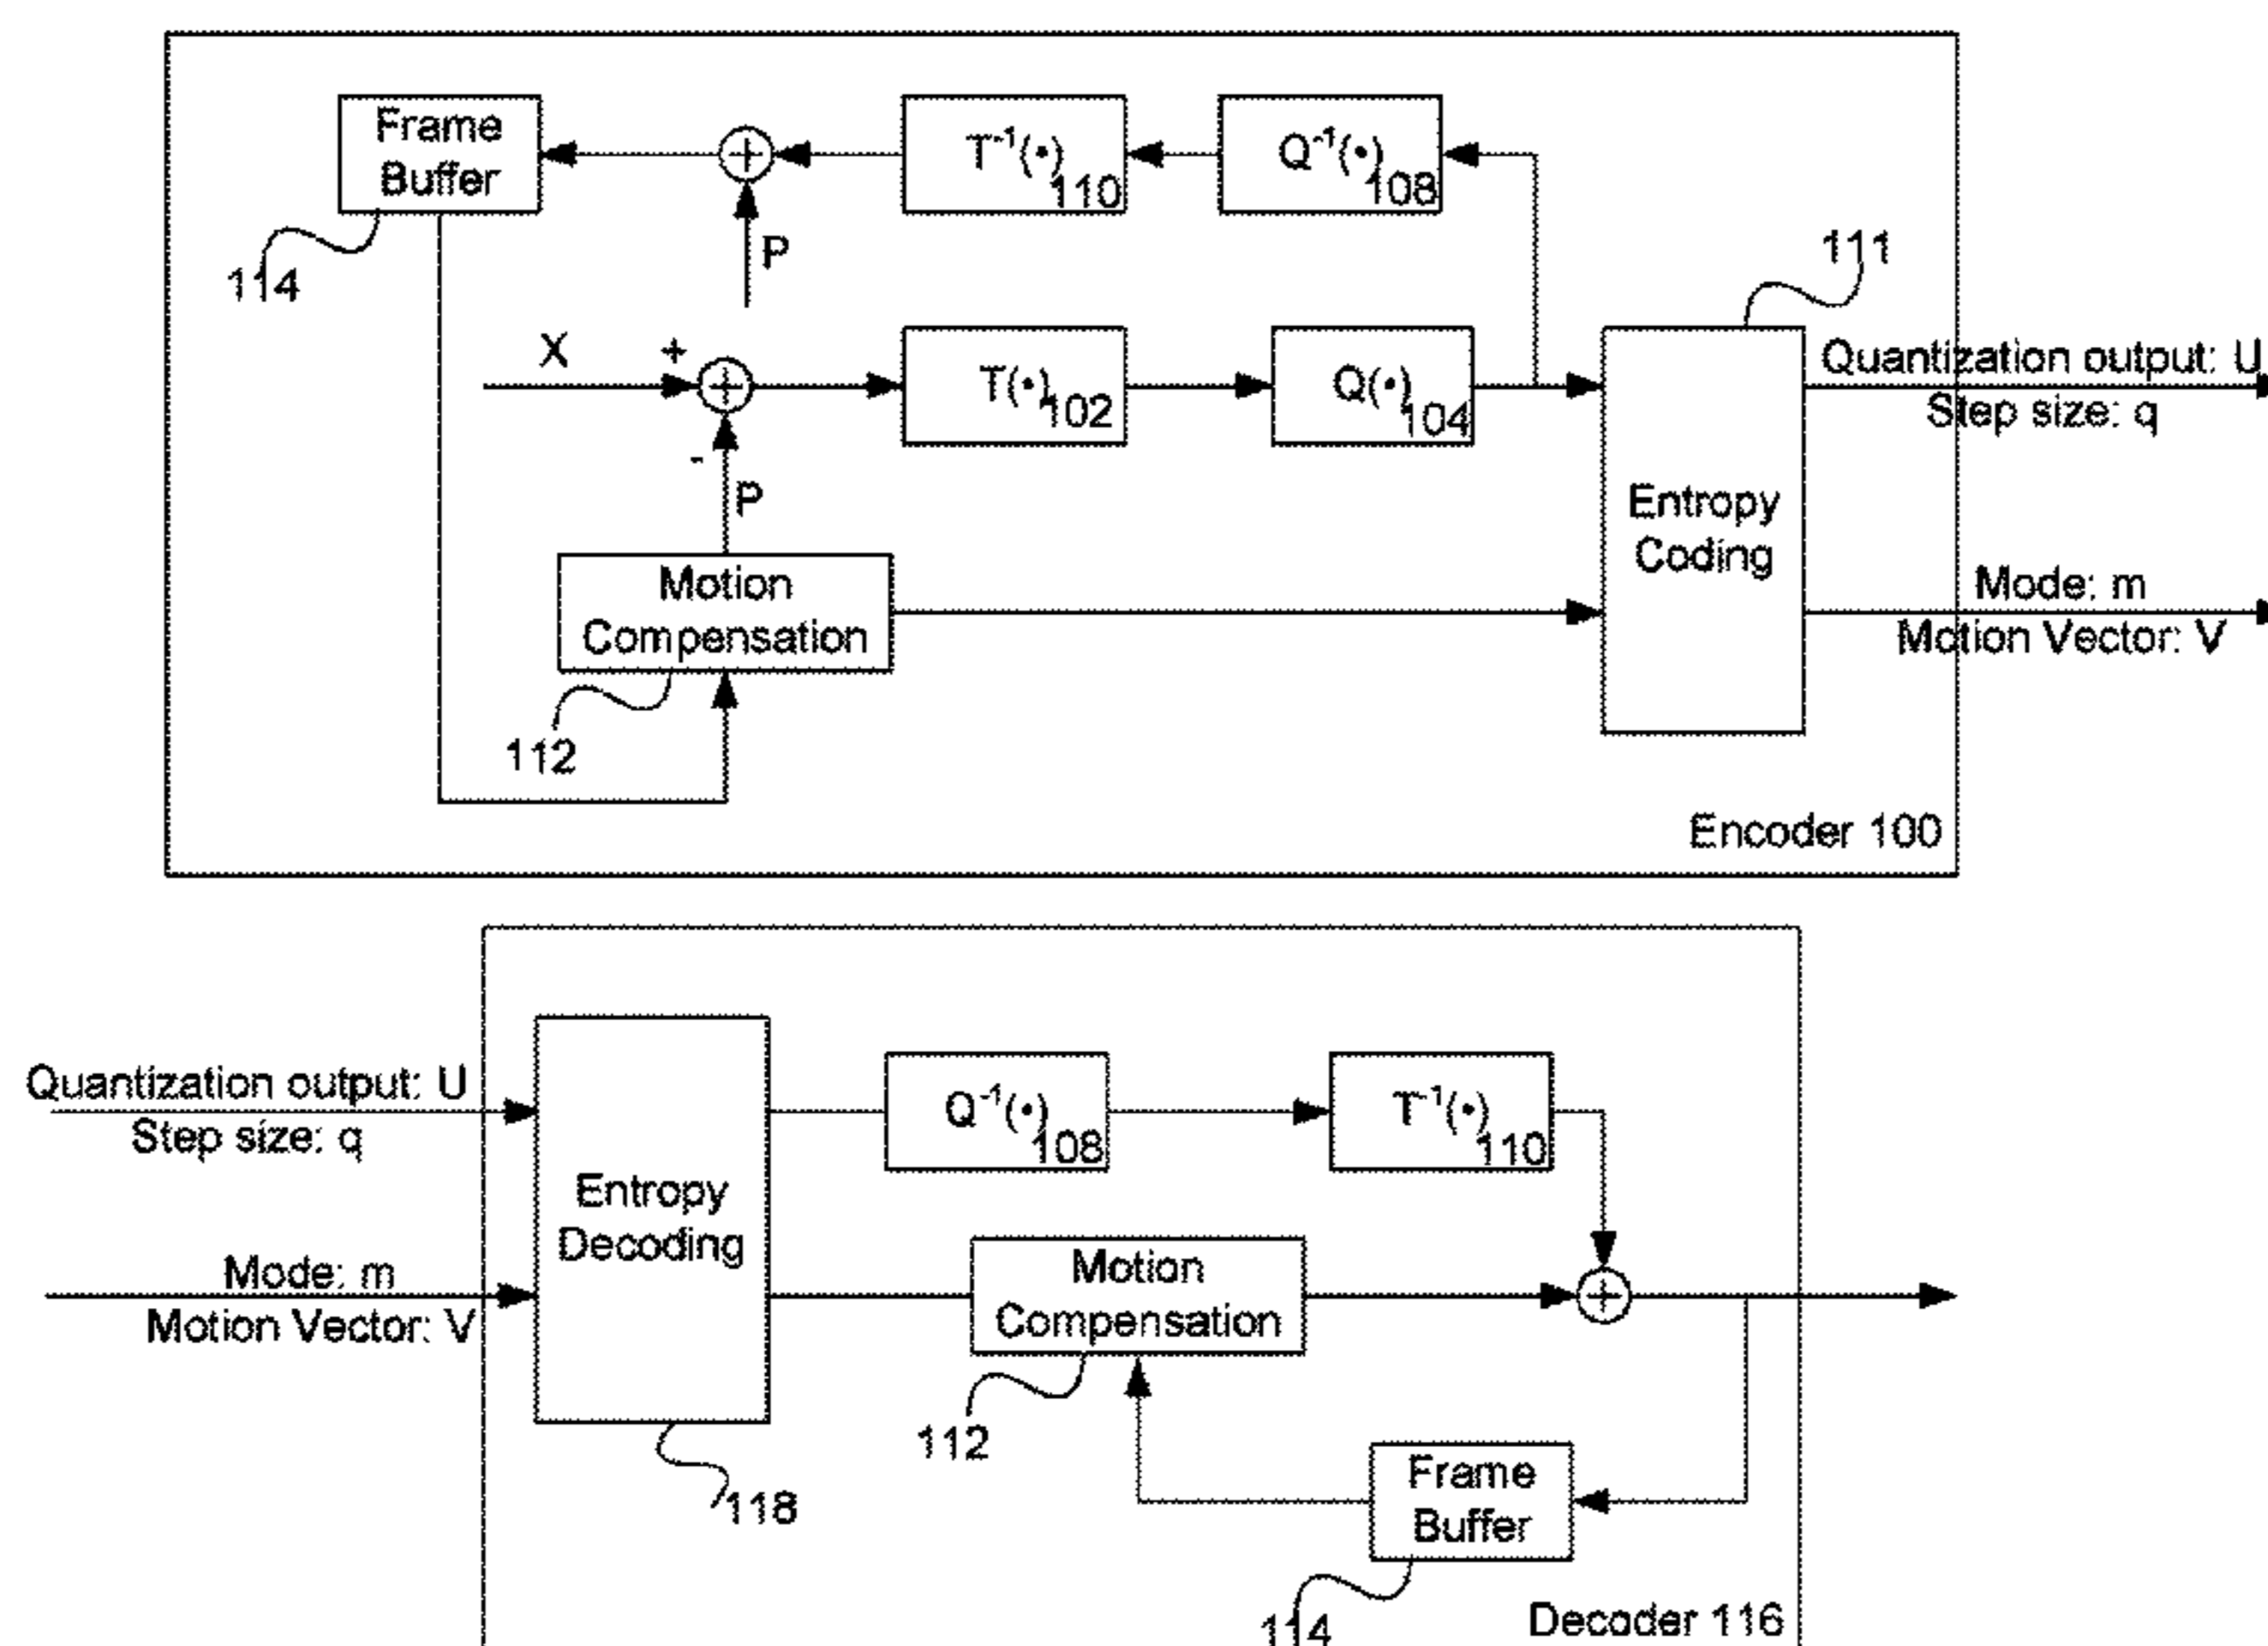 Frame
Buffer
T⁻¹(•)
110
Q⁻¹(•)
108
114
P
111
X
+
+
+
T(•)
102
Q(•)
104
Quantization output: U
Step size: q
-
P
Entropy
Coding
Motion
Compensation
Mode: m
Motion Vector: V
112
Encoder 100
Quantization output: U
Step size: q
Q⁻¹(•)
108
T⁻¹(•)
110
Entropy
Decoding
Mode: m
Motion Vector: V
Motion
Compensation
+
112
Frame
Buffer
118
114
Decoder 116